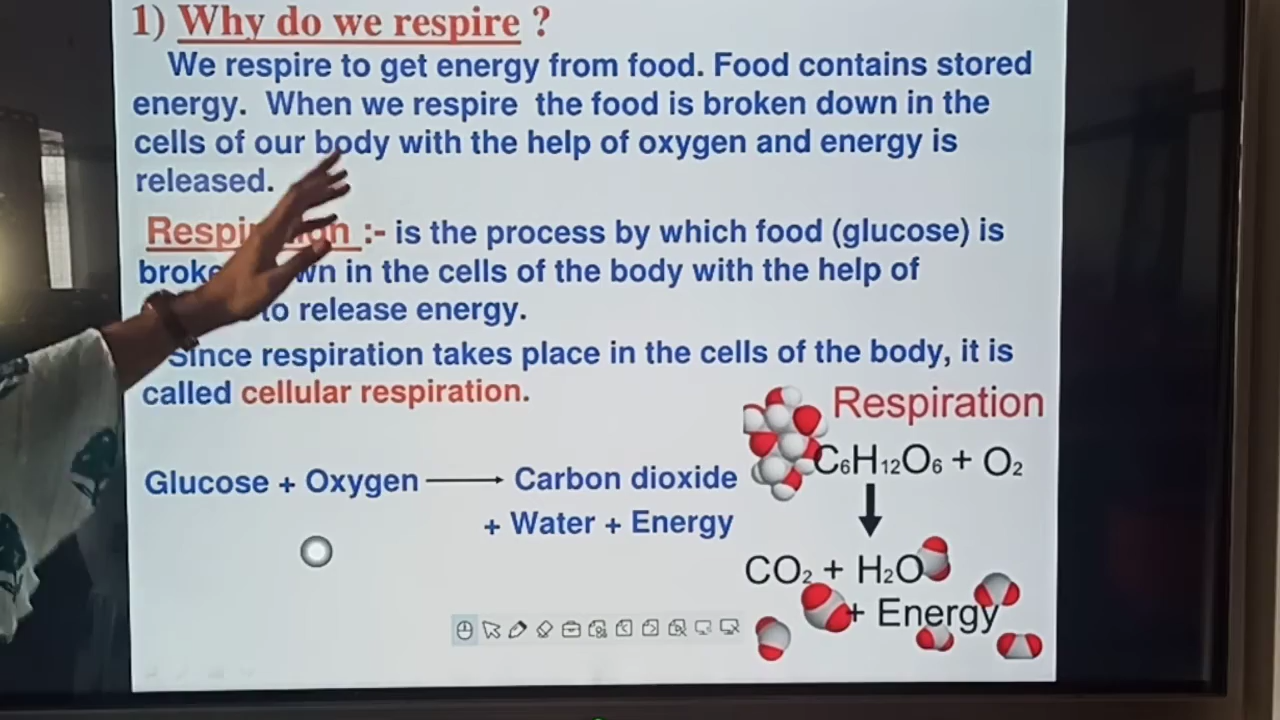 1) Why do we respire ?
We respire to get energy from food. Food contains stored
energy. When we respire the food is broken down in the
cells of our body with the help of oxygen and energy is
released.
:- is the process by which food (glucose) is
in the cells of the body with the help of
to release energy.
Since respiration takes place in the cells of the body, it is
called cellular respiration.
Respiration
C₆H₁₂O₆ + O₂
Glucose + Oxygen ⟶ Carbon dioxide
+ Water + Energy
CO₂ + H₂O
+ Energy